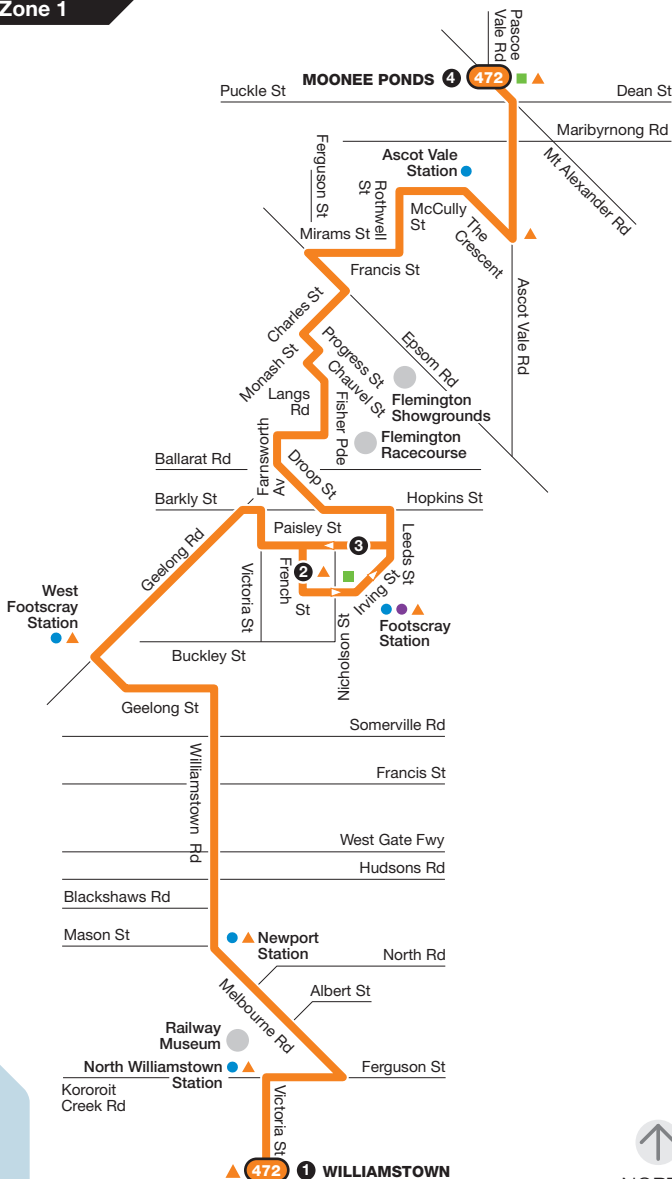 Zone 1
Pascoe
Vale Rd
MOONEE PONDS 4 472
Puckle St
Dean St
Maribyrnong Rd
Mt Alexander Rd
Ascot Vale
Station
Ferguson St
Rothwell
St
McCully
St
The
Crescent
Mirams St
Francis St
Ascot Vale Rd
Charles St
Epsom Rd
Progress St
Chauvel St
Monash St
Langs
Rd
Fisher Pde
Flemington
Showgrounds
Flemington
Racecourse
Farnsworth
Av
Ballarat Rd
Droop St
Barkly St
Hopkins St
Paisley St
3
Leeds St
Geelong Rd
Victoria St
French
St
2
Irving St
Nicholson St
Footscray
Station
West
Footscray
Station
Buckley St
Geelong St
Somerville Rd
Williamstown Rd
Francis St
West Gate Fwy
Hudsons Rd
Blackshaws Rd
Mason St
Newport
Station
North Rd
Albert St
Melbourne Rd
Railway
Museum
North Williamstown
Station
Ferguson St
Kororoit
Creek Rd
Victoria St
472 1 WILLIAMSTOWN